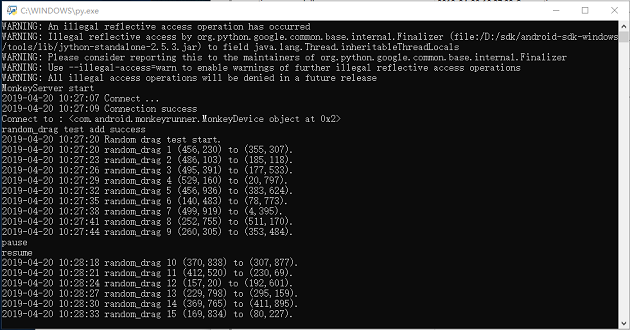 C:\WINDOWS\py.exe
WARNING: An illegal reflective access operation has occurred
WARNING: Illegal reflective access by org.python.google.common.base.internal.Finalizer (file:/D:/sdk/android-sdk-windows
/tools/lib/jython-standalone-2.5.3.jar) to field java.lang.Thread.inheritableThreadLocals
WARNING: Please consider reporting this to the maintainers of org.python.google.common.base.internal.Finalizer
WARNING: Use --illegal-access=warn to enable warnings of further illegal reflective access operations
WARNING: All illegal access operations will be denied in a future release
MonkeyServer start
2019-04-20 10:27:07 Connect ...
2019-04-20 10:27:09 Connection success
Connect to : <com.android.monkeyrunner.MonkeyDevice object at 0x2>
random_drag test add success
2019-04-20 10:27:20 Random drag test start.
2019-04-20 10:27:20 random_drag 1 (456,230) to (355,307).
2019-04-20 10:27:23 random_drag 2 (486,103) to (185,118).
2019-04-20 10:27:26 random_drag 3 (495,391) to (177,533).
2019-04-20 10:27:29 random_drag 4 (529,160) to (20,797).
2019-04-20 10:27:32 random_drag 5 (456,936) to (383,624).
2019-04-20 10:27:35 random_drag 6 (140,483) to (78,773).
2019-04-20 10:27:38 random_drag 7 (499,919) to (4,395).
2019-04-20 10:27:41 random_drag 8 (252,755) to (511,170).
2019-04-20 10:27:44 random_drag 9 (260,305) to (353,484).
pause
resume
2019-04-20 10:28:18 random_drag 10 (370,838) to (307,877).
2019-04-20 10:28:21 random_drag 11 (412,520) to (230,69).
2019-04-20 10:28:24 random_drag 12 (157,20) to (192,601).
2019-04-20 10:28:27 random_drag 13 (229,798) to (295,159).
2019-04-20 10:28:30 random_drag 14 (369,765) to (411,895).
2019-04-20 10:28:33 random_drag 15 (169,834) to (80,227).